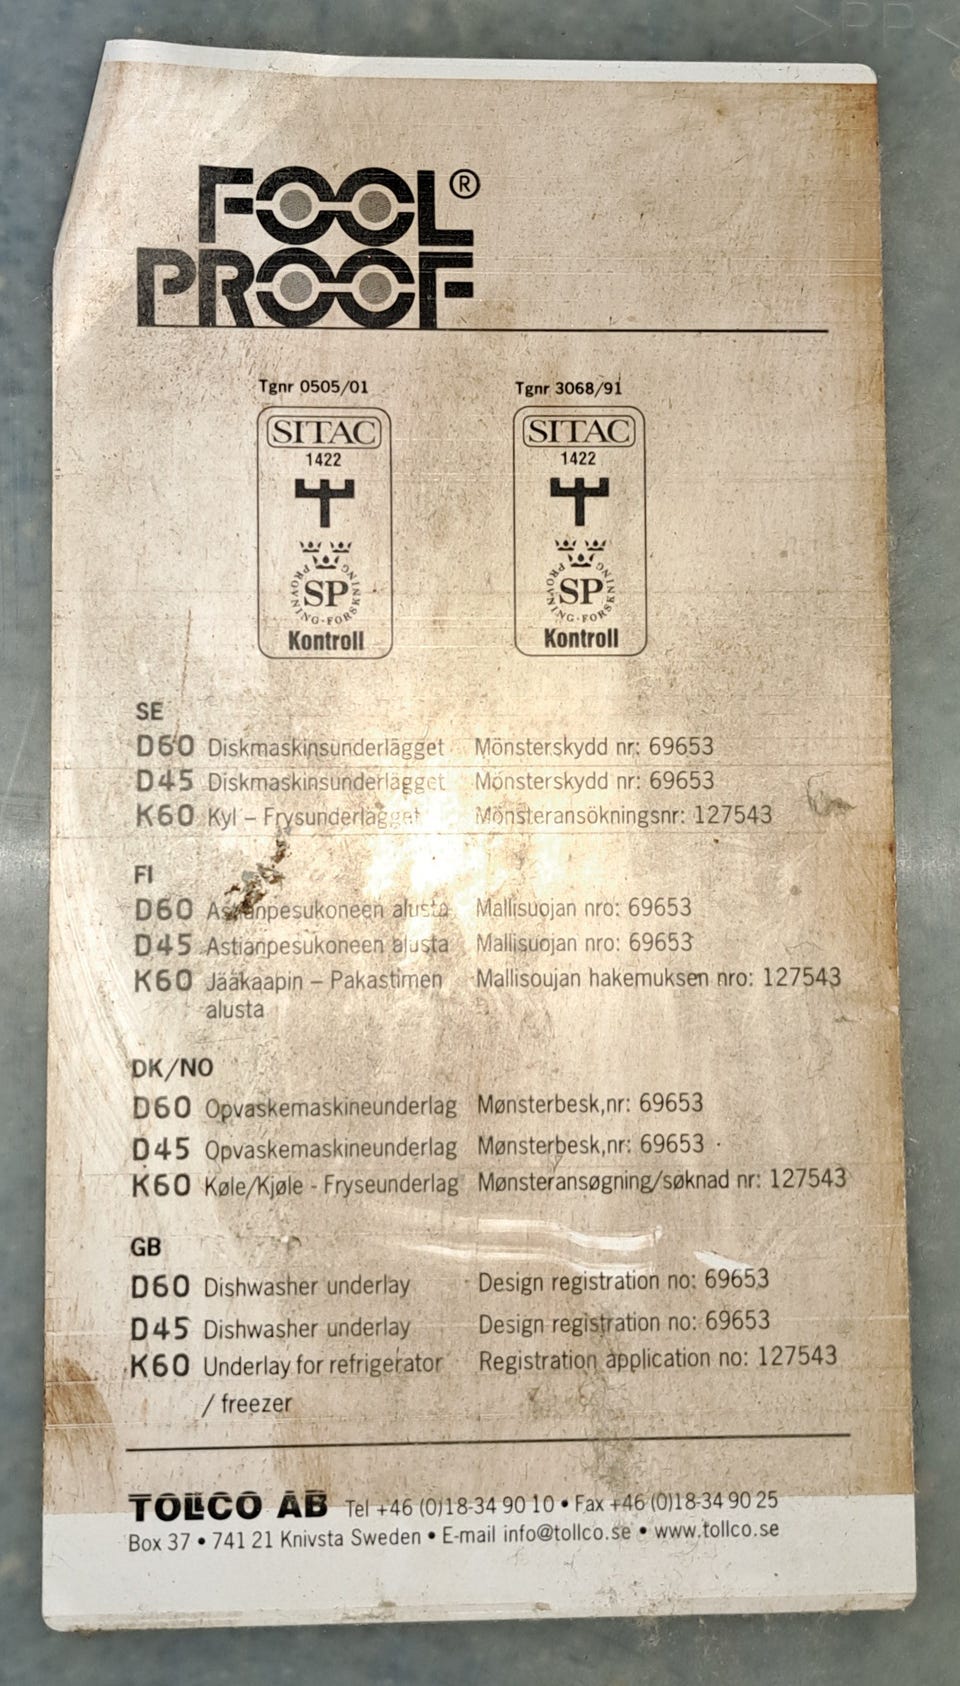 >PP<
FOOL®
PROOF
Tgnr 0505/01
SITAC
1422
SP
PROVNING·FORSKNING
Kontroll
Tgnr 3068/91
SITAC
1422
SP
PROVNING·FORSKNING
Kontroll
SE
D60 Diskmaskinsunderlägget Mönsterskydd nr: 69653
D45 Diskmaskinsunderlägget Mönsterskydd nr: 69653
K60 Kyl – Frysunderlägget Mönsteransökningsnr: 127543
FI
D60 Astianpesukoneen alusta Mallisuojan nro: 69653
D45 Astianpesukoneen alusta Mallisuojan nro: 69653
K60 Jääkaapin – Pakastimen Mallisoujan hakemuksen nro: 127543
alusta
DK/NO
D60 Opvaskemaskineunderlag Mønsterbesk,nr: 69653
D45 Opvaskemaskineunderlag Mønsterbesk,nr: 69653
K60 Køle/Kjøle - Fryseunderlag Mønsteransøgning/søknad nr: 127543
GB
D60 Dishwasher underlay Design registration no: 69653
D45 Dishwasher underlay Design registration no: 69653
K60 Underlay for refrigerator Registration application no: 127543
/ freezer
TOLLCO AB Tel +46 (0)18-34 90 10 • Fax +46 (0)18-34 90 25
Box 37 • 741 21 Knivsta Sweden • E-mail info@tollco.se • www.tollco.se